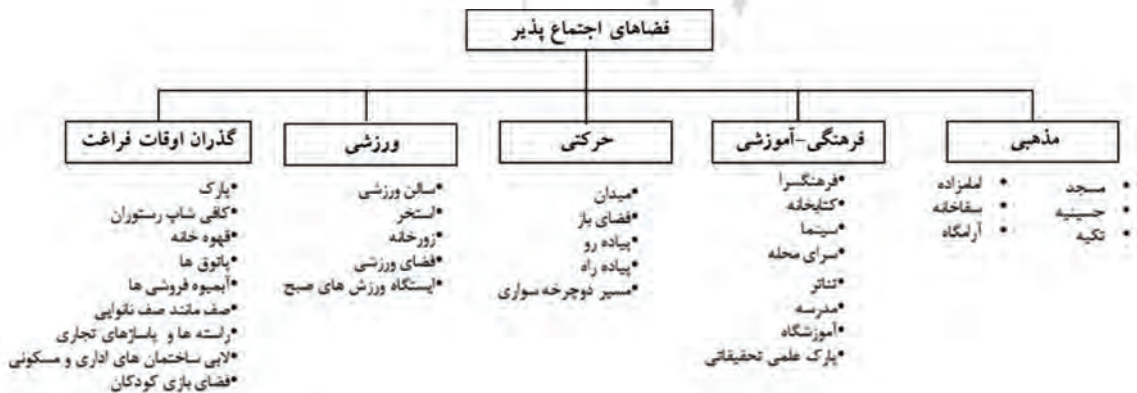 فضاهای اجتماع پذیر
مذهبی
مسجد
حسینیه
تکیه
امامزاده
سقاخانه
آرامگاه
فرهنگی-آموزشی
•فرهنگسرا
•کتابخانه
•سینما
•سرای محله
•تئاتر
•مدرسه
•آموزشگاه
•پارک علمی تحقیقاتی
حرکتی
•میدان
•فضای باز
•پیاده رو
•پیاده راه
•مسیر دوچرخه سواری
ورزشی
•سالن ورزشی
•استخر
•زورخانه
•فضای ورزشی
•ایستگاه ورزش های صبح
گذران اوقات فراغت
•پارک
•کافی شاپ رستوران
•قهوه خانه
•پاتوق ها
•آبمیوه فروشی ها
•صف مانند صف نانوایی
•راسته ها و پاساژهای تجاری
•لابی ساختمان های اداری و مسکونی
•فضای بازی کودکان